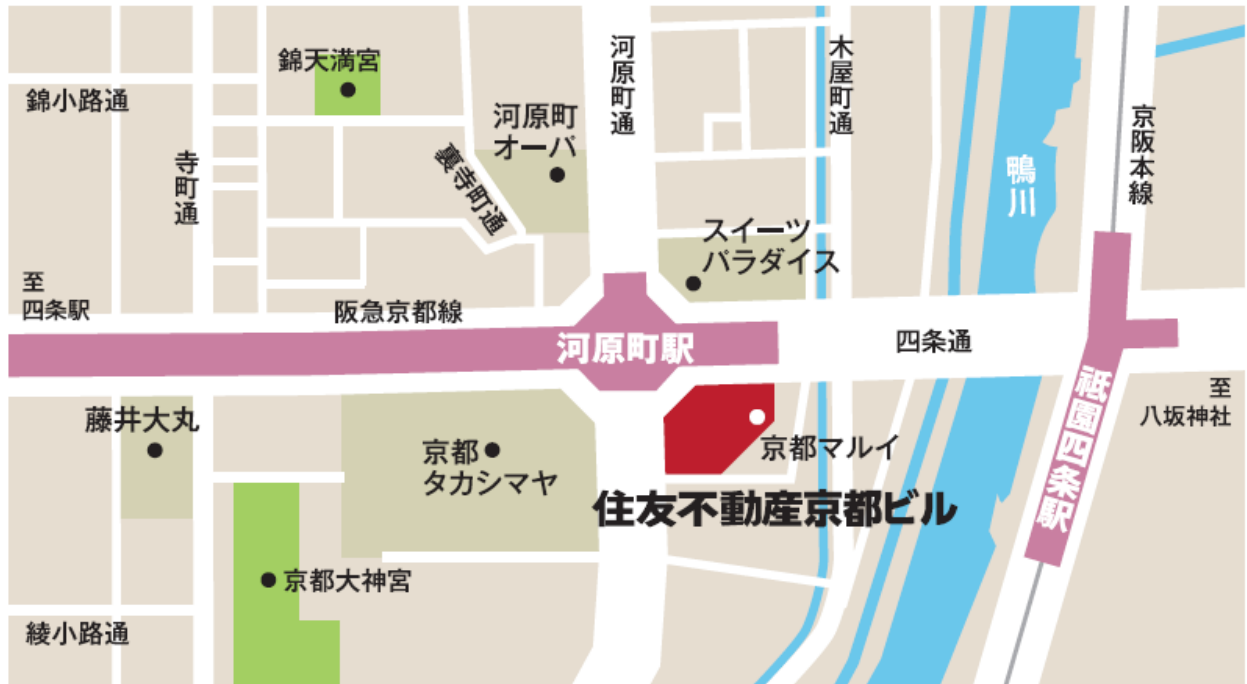 錦天満宮
錦小路通
河原町
オーパ
裏寺町通
寺町通
河原町通
木屋町通
京阪本線
鴨川
スイーツ
パラダイス
至
四条駅
阪急京都線
河原町駅
四条通
祇園四条駅
至
八坂神社
藤井大丸
京都
タカシマヤ
京都マルイ
住友不動産京都ビル
京都大神宮
綾小路通